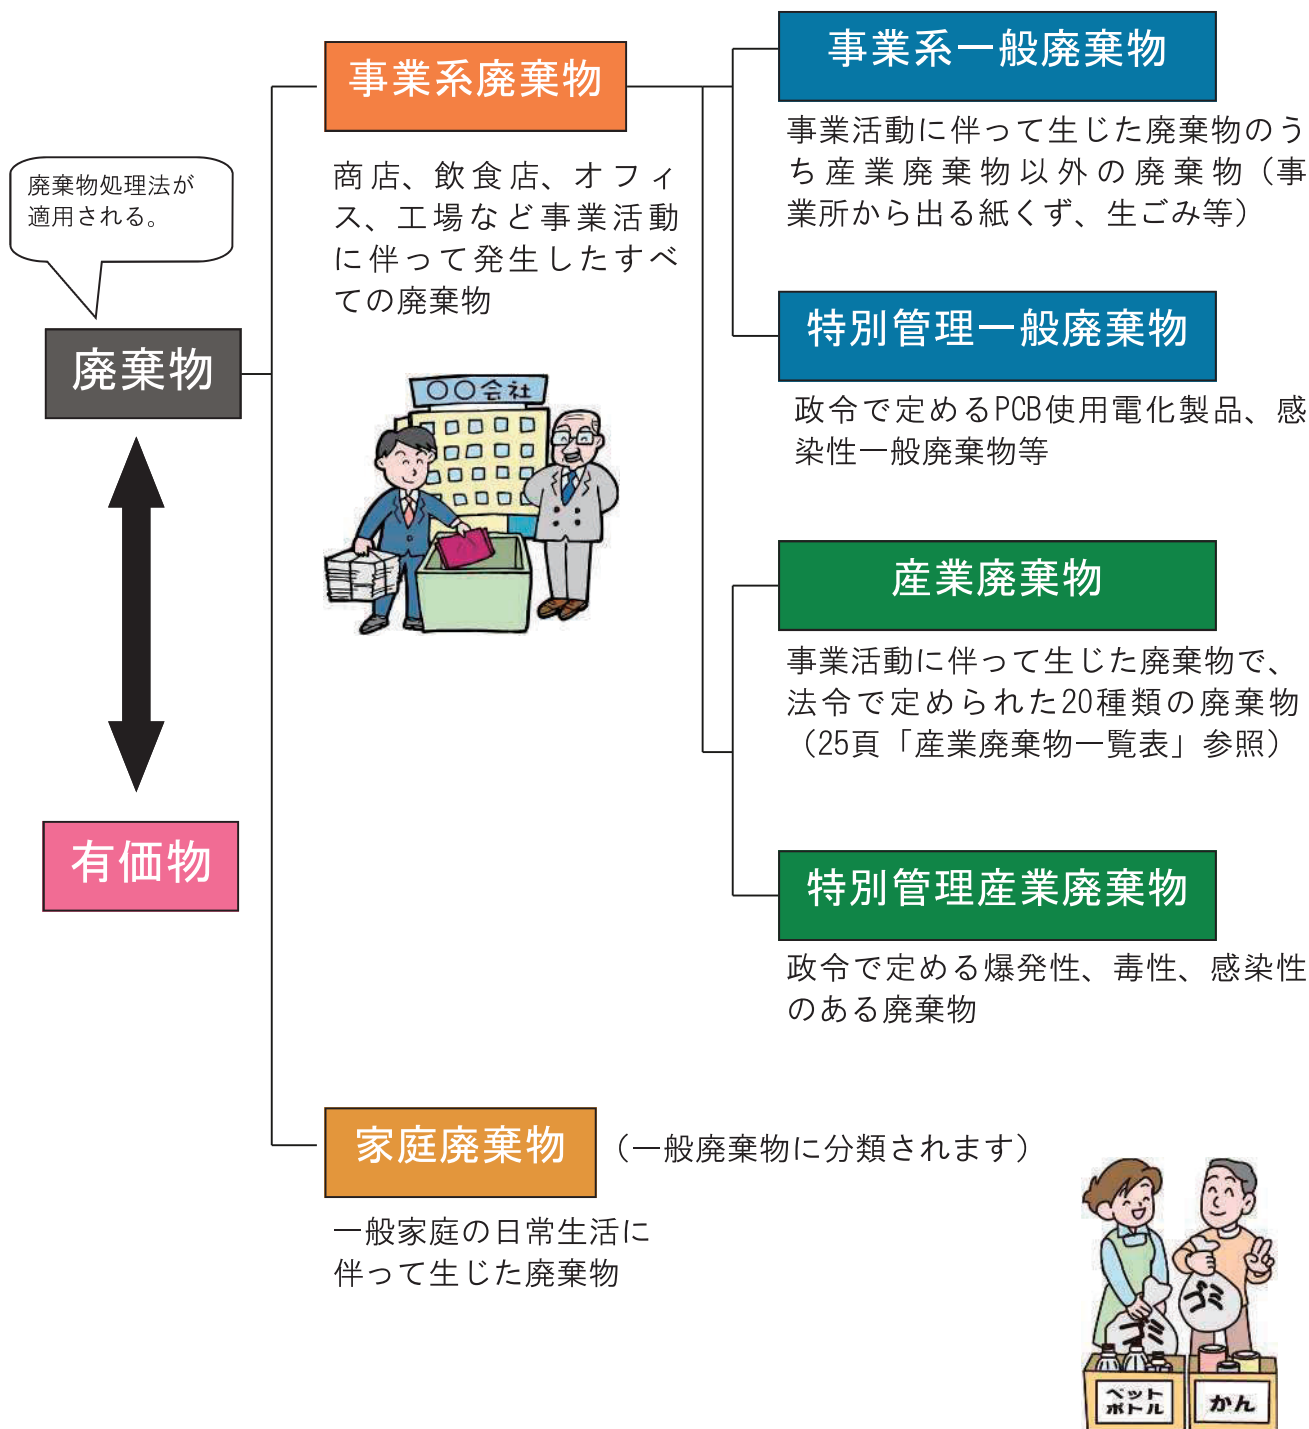 廃棄物処理法が
適用される。
廃棄物
有価物
事業系廃棄物
商店、飲食店、オフィ
ス、工場など事業活動
に伴って発生したすべ
ての廃棄物
〇〇会社
事業系一般廃棄物
事業活動に伴って生じた廃棄物のう
ち産業廃棄物以外の廃棄物（事
業所から出る紙くず、生ごみ等）
特別管理一般廃棄物
政令で定めるPCB使用電化製品、感
染性一般廃棄物等
産業廃棄物
事業活動に伴って生じた廃棄物で、
法令で定められた20種類の廃棄物
（25頁「産業廃棄物一覧表」参照）
特別管理産業廃棄物
政令で定める爆発性、毒性、感染性
のある廃棄物
家庭廃棄物
（一般廃棄物に分類されます）
一般家庭の日常生活に
伴って生じた廃棄物
ゴミ
ゴミ
ペット
ボトル
かん